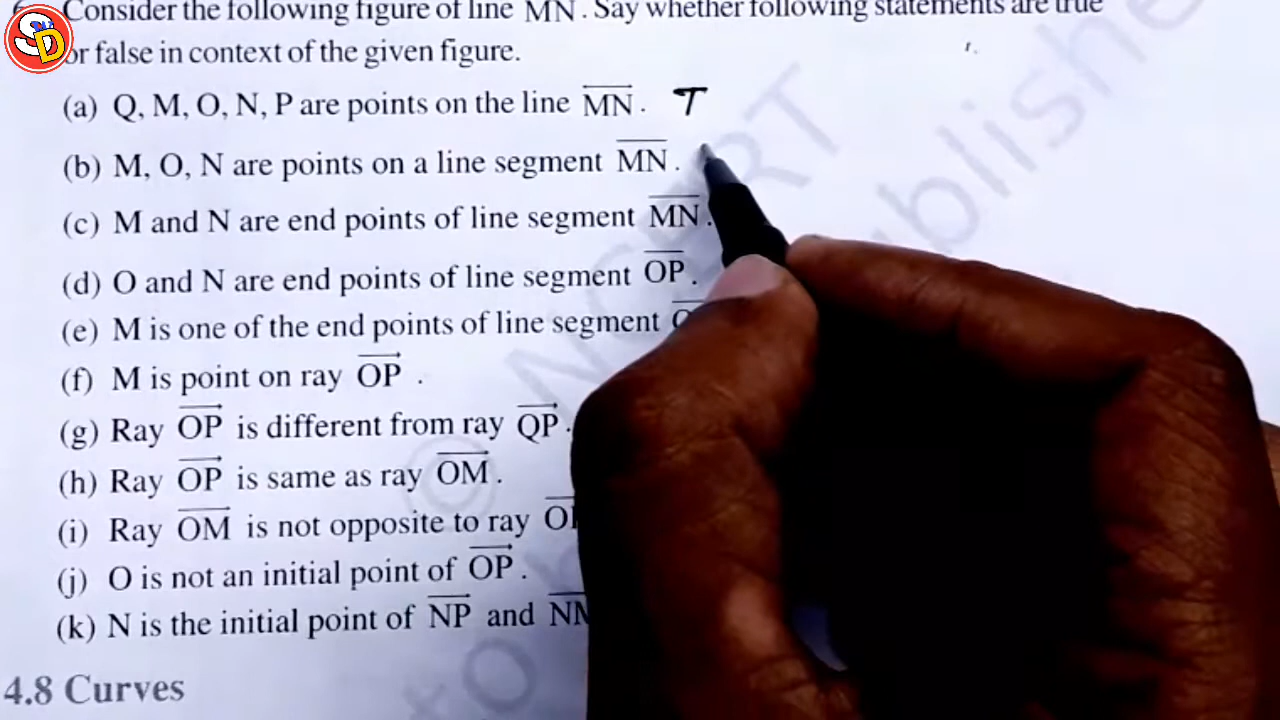 Consider the following figure of line MN. Say whether following statements are true
or false in context of the given figure.
(a) Q, M, O, N, P are points on the line MN. T
(b) M, O, N are points on a line segment MN.
(c) M and N are end points of line segment MN.
(d) O and N are end points of line segment OP.
(e) M is one of the end points of line segment
(f) M is point on ray OP .
(g) Ray OP is different from ray QP.
(h) Ray OP is same as ray OM.
(i) Ray OM is not opposite to ray
(j) O is not an initial point of OP.
(k) N is the initial point of NP and
4.8 Curves
SD
© NCERT